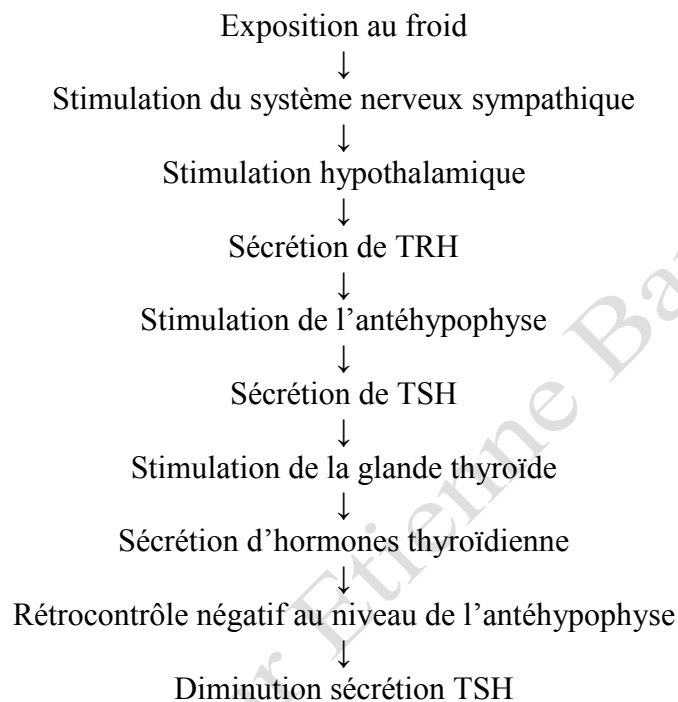 Exposition au froid
↓
Stimulation du système nerveux sympathique
↓
Stimulation hypothalamique
↓
Sécrétion de TRH
↓
Stimulation de l’antéhypophyse
↓
Sécrétion de TSH
↓
Stimulation de la glande thyroïde
↓
Sécrétion d’hormones thyroïdienne
↓
Rétrocontrôle négatif au niveau de l’antéhypophyse
↓
Diminution sécrétion TSH
Etienne